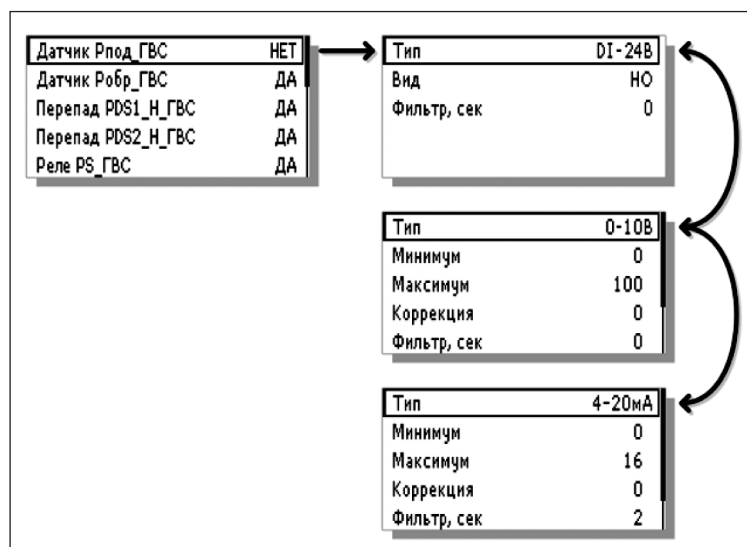 Датчик Рпод_ГВС НЕТ
Датчик Робр_ГВС ДА
Перепад PDS1_Н_ГВС ДА
Перепад PDS2_Н_ГВС ДА
Реле PS_ГВС ДА
Тип DI-24В
Вид НО
Фильтр, сек 0
Тип 0-10В
Минимум 0
Максимум 100
Коррекция 0
Фильтр, сек 0
Тип 4-20мА
Минимум 0
Максимум 16
Коррекция 0
Фильтр, сек 2